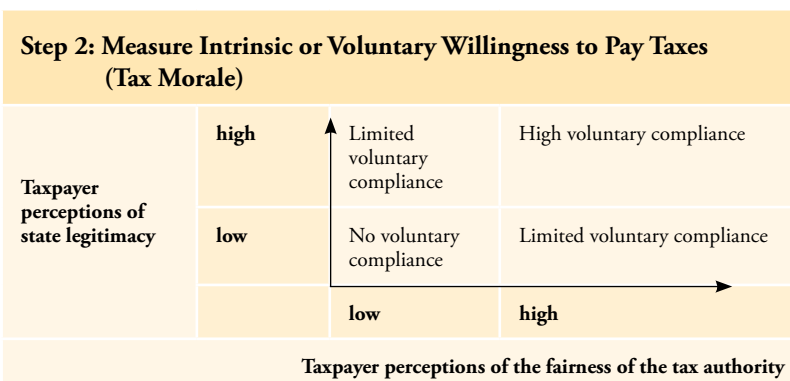 Step 2: Measure Intrinsic or Voluntary Willingness to Pay Taxes
(Tax Morale)
Taxpayer
perceptions of
state legitimacy
high
Limited
voluntary
compliance
High voluntary compliance
low
No voluntary
compliance
Limited voluntary compliance
low
high
Taxpayer perceptions of the fairness of the tax authority